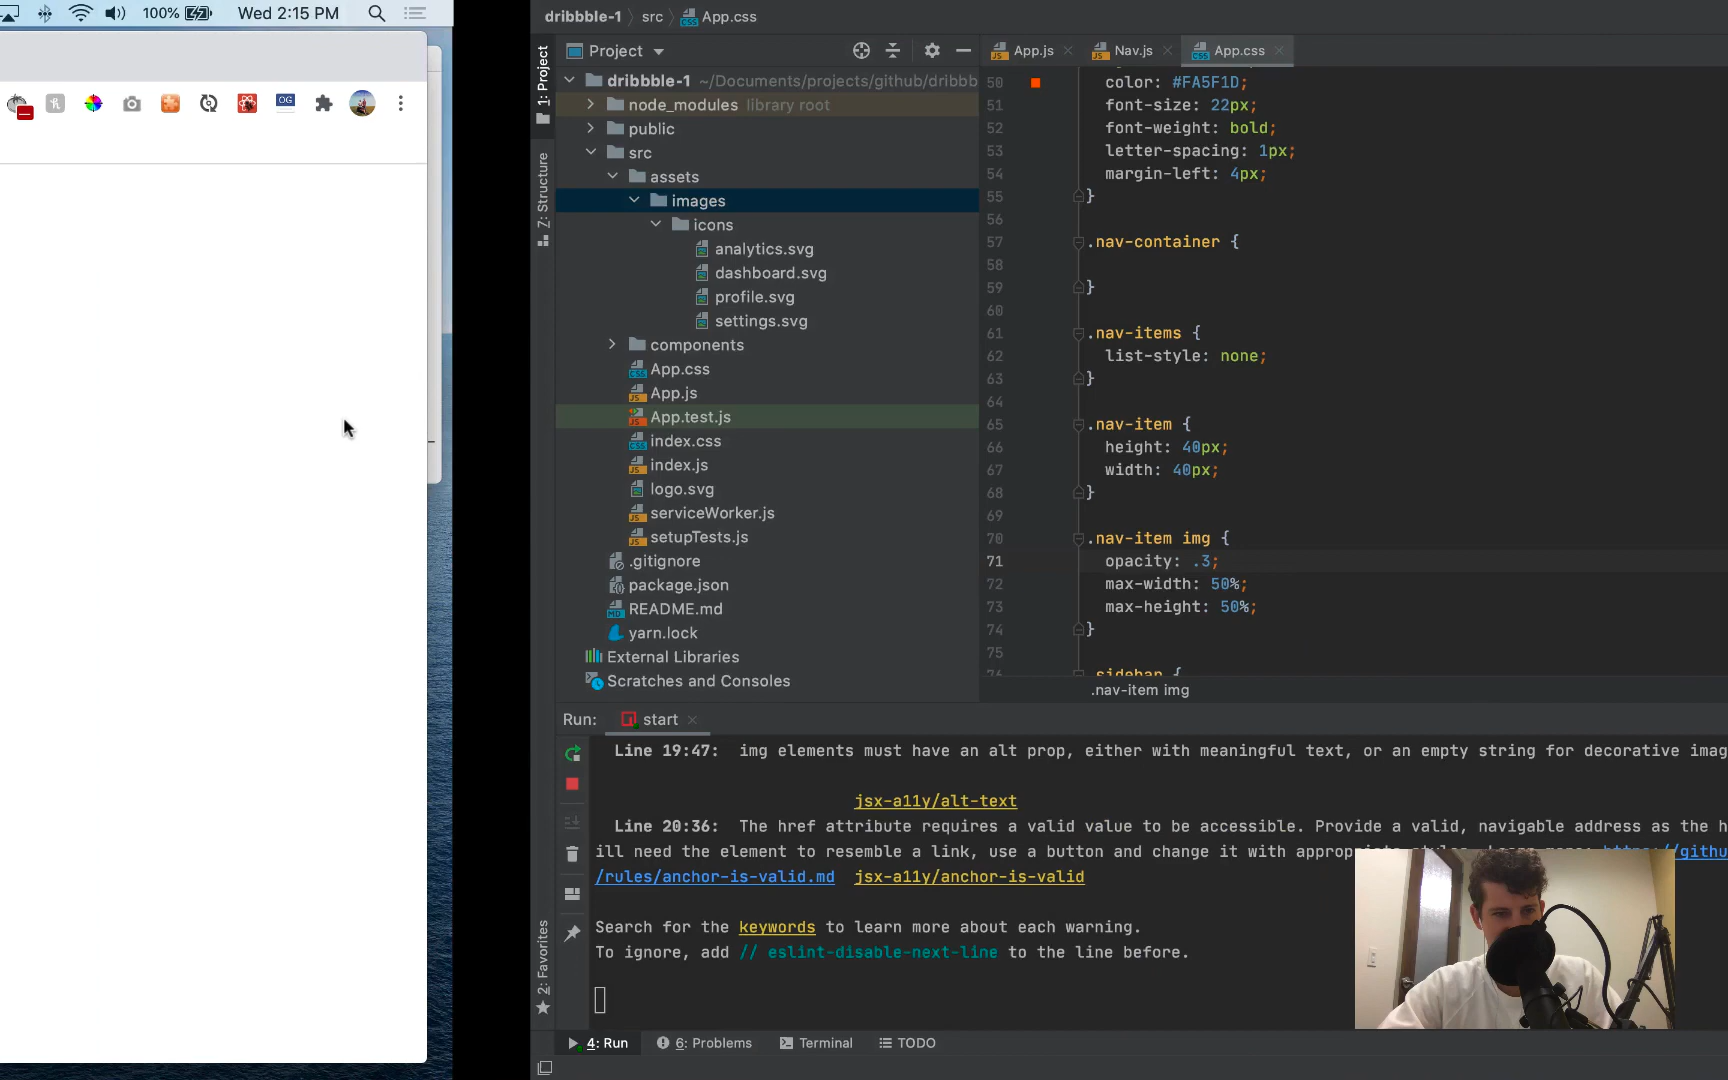 100% Wed 2:15 PM
OG
dribbble-1 src App.css
Project
App.js Nav.js App.css
1: Project
Z: Structure
2: Favorites
dribbble-1 ~/Documents/projects/github/dribbb
node_modules library root
public
src
assets
images
icons
analytics.svg
dashboard.svg
profile.svg
settings.svg
components
App.css
App.js
App.test.js
index.css
index.js
logo.svg
serviceWorker.js
setupTests.js
.gitignore
package.json
README.md
yarn.lock
External Libraries
Scratches and Consoles
50 color: #FA5F1D;
51 font-size: 22px;
52 font-weight: bold;
53 letter-spacing: 1px;
54 margin-left: 4px;
55 }
56
57 .nav-container {
58
59 }
60
61 .nav-items {
62 list-style: none;
63 }
64
65 .nav-item {
66 height: 40px;
67 width: 40px;
68 }
69
70 .nav-item img {
71 opacity: .3;
72 max-width: 50%;
73 max-height: 50%;
74 }
75
76 .sidebar {
.nav-item img
Run: start
Line 19:47: img elements must have an alt prop, either with meaningful text, or an empty string for decorative imag
jsx-a11y/alt-text
Line 20:36: The href attribute requires a valid value to be accessible. Provide a valid, navigable address as the h
ill need the element to resemble a link, use a button and change it with appropriate styles. Learn more: https://githu
/rules/anchor-is-valid.md jsx-a11y/anchor-is-valid
Search for the keywords to learn more about each warning.
To ignore, add // eslint-disable-next-line to the line before.
4: Run 6: Problems Terminal TODO